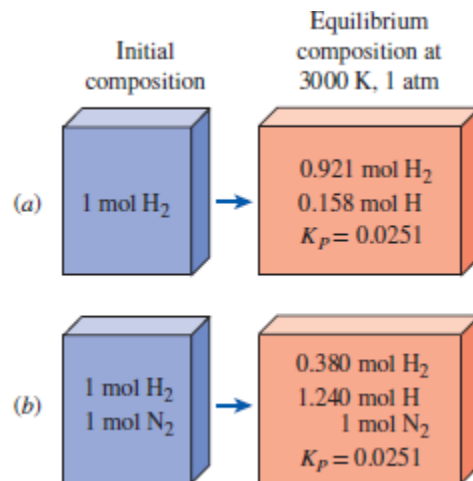 Initial
composition
Equilibrium
composition at
3000 K, 1 atm
(a)
1 mol H₂
0.921 mol H₂
0.158 mol H
Kₚ = 0.0251
(b)
1 mol H₂
1 mol N₂
0.380 mol H₂
1.240 mol H
1 mol N₂
Kₚ = 0.0251